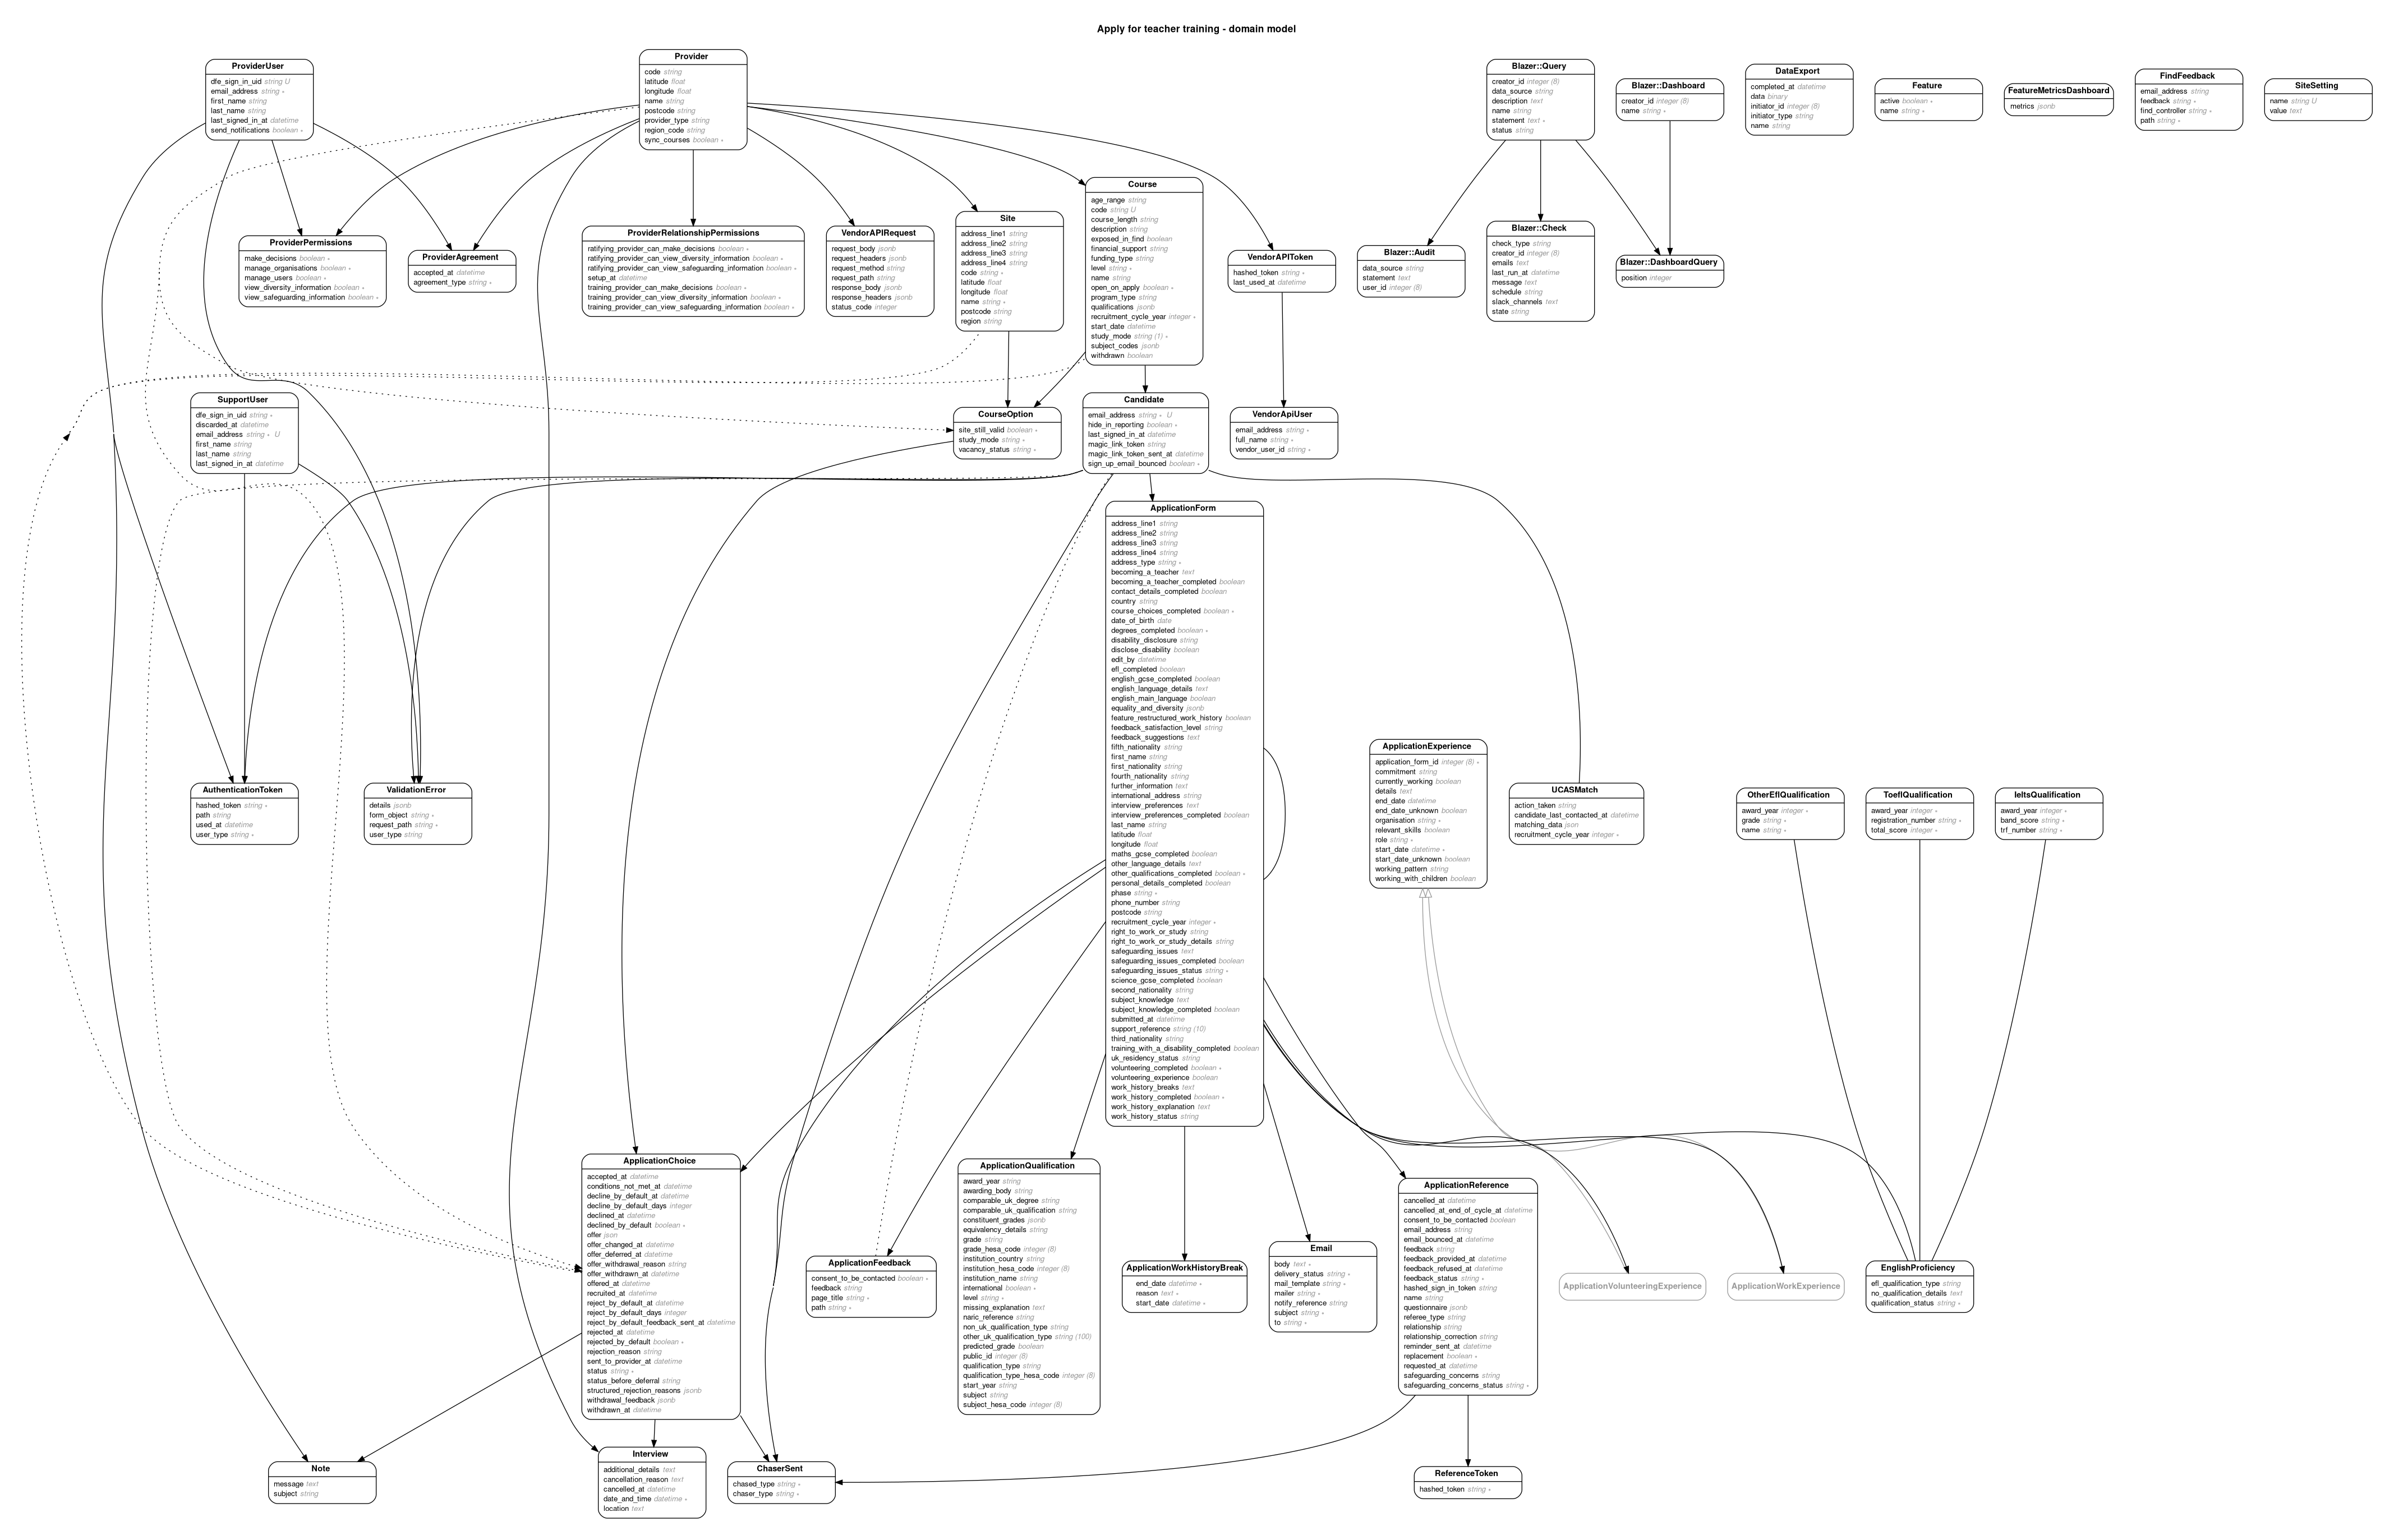 Apply for teacher training - domain model
ProviderUser
dfe_sign_in_uid string U
email_address string ∗
first_name string
last_name string
last_signed_in_at datetime
send_notifications boolean ∗
Provider
code string
latitude float
longitude float
name string
postcode string
provider_type string
region_code string
sync_courses boolean ∗
Blazer::Query
creator_id integer (8)
data_source string
description text
name string
statement text ∗
status string
Blazer::Dashboard
creator_id integer (8)
name string ∗
DataExport
completed_at datetime
data binary
initiator_id integer (8)
initiator_type string
name string
Feature
active boolean ∗
name string ∗
FeatureMetricsDashboard
metrics jsonb
FindFeedback
email_address string
feedback string ∗
find_controller string ∗
path string ∗
SiteSetting
name string U
value text
ProviderPermissions
make_decisions boolean ∗
manage_organisations boolean ∗
manage_users boolean ∗
view_diversity_information boolean ∗
view_safeguarding_information boolean ∗
ProviderAgreement
accepted_at datetime
agreement_type string ∗
ProviderRelationshipPermissions
ratifying_provider_can_make_decisions boolean ∗
ratifying_provider_can_view_diversity_information boolean ∗
ratifying_provider_can_view_safeguarding_information boolean ∗
setup_at datetime
training_provider_can_make_decisions boolean ∗
training_provider_can_view_diversity_information boolean ∗
training_provider_can_view_safeguarding_information boolean ∗
VendorAPIRequest
request_body jsonb
request_headers jsonb
request_method string
request_path string
response_body jsonb
response_headers jsonb
status_code integer
Site
address_line1 string
address_line2 string
address_line3 string
address_line4 string
code string ∗
latitude float
longitude float
name string ∗
postcode string
region string
Course
age_range string
code string U
course_length string
description string
exposed_in_find boolean
financial_support string
funding_type string
level string ∗
name string
open_on_apply boolean ∗
program_type string
qualifications jsonb
recruitment_cycle_year integer ∗
start_date datetime
study_mode string (1) ∗
subject_codes jsonb
withdrawn boolean
VendorAPIToken
hashed_token string ∗
last_used_at datetime
Blazer::Audit
data_source string
statement text
user_id integer (8)
Blazer::Check
check_type string
creator_id integer (8)
emails text
last_run_at datetime
message text
schedule string
slack_channels text
state string
Blazer::DashboardQuery
position integer
SupportUser
dfe_sign_in_uid string ∗
discarded_at datetime
email_address string ∗ U
first_name string
last_name string
last_signed_in_at datetime
CourseOption
site_still_valid boolean ∗
study_mode string ∗
vacancy_status string ∗
Candidate
email_address string ∗ U
hide_in_reporting boolean ∗
last_signed_in_at datetime
magic_link_token string
magic_link_token_sent_at datetime
sign_up_email_bounced boolean ∗
VendorApiUser
email_address string ∗
full_name string ∗
vendor_user_id string ∗
ApplicationForm
address_line1 string
address_line2 string
address_line3 string
address_line4 string
address_type string ∗
becoming_a_teacher text
becoming_a_teacher_completed boolean
contact_details_completed boolean
country string
course_choices_completed boolean ∗
date_of_birth date
degrees_completed boolean ∗
disability_disclosure string
disclose_disability boolean
edit_by datetime
efl_completed boolean
english_gcse_completed boolean
english_language_details text
english_main_language boolean
equality_and_diversity jsonb
feature_restructured_work_history boolean
feedback_satisfaction_level string
feedback_suggestions text
fifth_nationality string
first_name string
first_nationality string
fourth_nationality string
further_information text
international_address string
interview_preferences text
interview_preferences_completed boolean
last_name string
latitude float
longitude float
maths_gcse_completed boolean
other_language_details text
other_qualifications_completed boolean ∗
personal_details_completed boolean
phase string ∗
phone_number string
postcode string
recruitment_cycle_year integer ∗
right_to_work_or_study string
right_to_work_or_study_details string
safeguarding_issues text
safeguarding_issues_completed boolean
safeguarding_issues_status string ∗
science_gcse_completed boolean
second_nationality string
subject_knowledge text
subject_knowledge_completed boolean
submitted_at datetime
support_reference string (10)
third_nationality string
training_with_a_disability_completed boolean
uk_residency_status string
volunteering_completed boolean ∗
volunteering_experience boolean
work_history_breaks text
work_history_completed boolean ∗
work_history_explanation text
work_history_status string
AuthenticationToken
hashed_token string ∗
path string
used_at datetime
user_type string ∗
ValidationError
details jsonb
form_object string ∗
request_path string ∗
user_type string
ApplicationExperience
application_form_id integer (8) ∗
commitment string
currently_working boolean
details text
end_date datetime
end_date_unknown boolean
organisation string ∗
relevant_skills boolean
role string ∗
start_date datetime ∗
start_date_unknown boolean
working_pattern string
working_with_children boolean
UCASMatch
action_taken string
candidate_last_contacted_at datetime
matching_data json
recruitment_cycle_year integer ∗
OtherEflQualification
award_year integer ∗
grade string ∗
name string ∗
ToeflQualification
award_year integer ∗
registration_number string ∗
total_score integer ∗
IeltsQualification
award_year integer ∗
band_score string ∗
trf_number string ∗
ApplicationChoice
accepted_at datetime
conditions_not_met_at datetime
decline_by_default_at datetime
decline_by_default_days integer
declined_at datetime
declined_by_default boolean ∗
offer json
offer_changed_at datetime
offer_deferred_at datetime
offer_withdrawal_reason string
offer_withdrawn_at datetime
offered_at datetime
recruited_at datetime
reject_by_default_at datetime
reject_by_default_days integer
reject_by_default_feedback_sent_at datetime
rejected_at datetime
rejected_by_default boolean ∗
rejection_reason string
sent_to_provider_at datetime
status string ∗
status_before_deferral string
structured_rejection_reasons jsonb
withdrawal_feedback jsonb
withdrawn_at datetime
ApplicationFeedback
consent_to_be_contacted boolean ∗
feedback string
page_title string ∗
path string ∗
ApplicationQualification
award_year string
awarding_body string
comparable_uk_degree string
comparable_uk_qualification string
constituent_grades jsonb
equivalency_details string
grade string
grade_hesa_code integer (8)
institution_country string
institution_hesa_code integer (8)
institution_name string
international boolean ∗
level string ∗
missing_explanation text
naric_reference string
non_uk_qualification_type string
other_uk_qualification_type string (100)
predicted_grade boolean
public_id integer (8)
qualification_type string
qualification_type_hesa_code integer (8)
start_year string
subject string
subject_hesa_code integer (8)
ApplicationWorkHistoryBreak
end_date datetime ∗
reason text ∗
start_date datetime ∗
Email
body text ∗
delivery_status string ∗
mail_template string ∗
mailer string ∗
notify_reference string
subject string ∗
to string ∗
ApplicationReference
cancelled_at datetime
cancelled_at_end_of_cycle_at datetime
consent_to_be_contacted boolean
email_address string
email_bounced_at datetime
feedback string
feedback_provided_at datetime
feedback_refused_at datetime
feedback_status string ∗
hashed_sign_in_token string
name string
questionnaire jsonb
referee_type string
relationship string
relationship_correction string
reminder_sent_at datetime
replacement boolean ∗
requested_at datetime
safeguarding_concerns string
safeguarding_concerns_status string ∗
ApplicationVolunteeringExperience
ApplicationWorkExperience
EnglishProficiency
efl_qualification_type string
no_qualification_details text
qualification_status string ∗
Note
message text
subject string
Interview
additional_details text
cancellation_reason text
cancelled_at datetime
date_and_time datetime ∗
location text
ChaserSent
chased_type string ∗
chaser_type string ∗
ReferenceToken
hashed_token string ∗